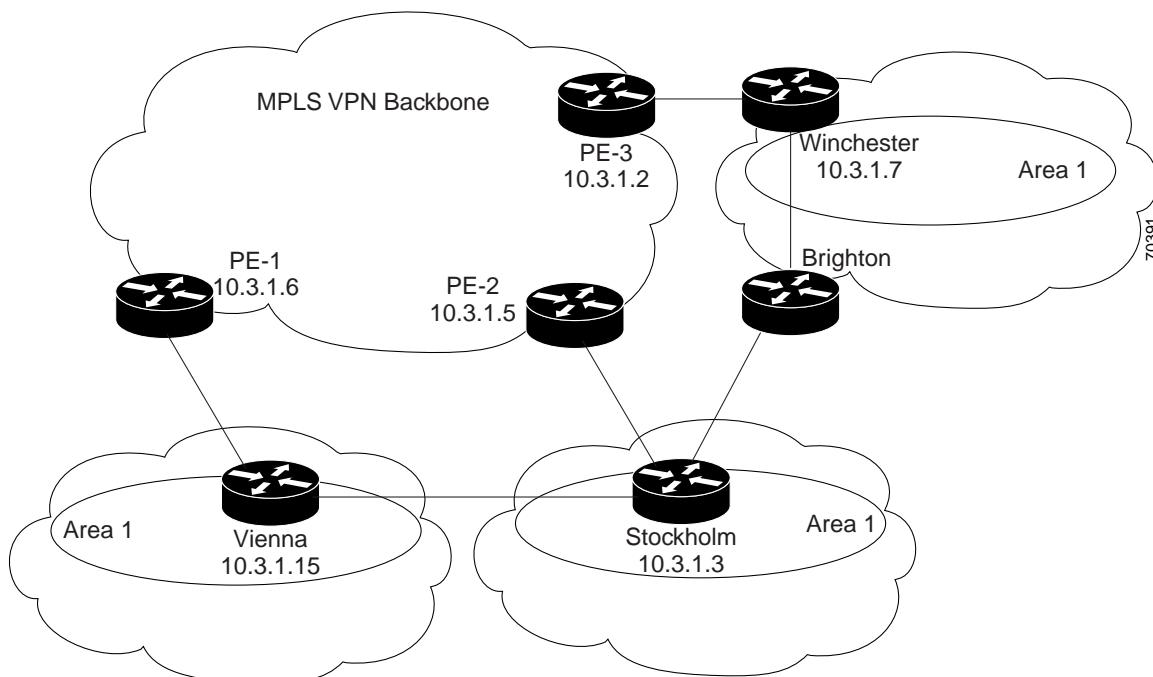 MPLS VPN Backbone
PE-3
10.3.1.2
Winchester
10.3.1.7
Area 1
70391
PE-1
10.3.1.6
PE-2
10.3.1.5
Brighton
Area 1
Vienna
10.3.1.15
Stockholm
10.3.1.3
Area 1